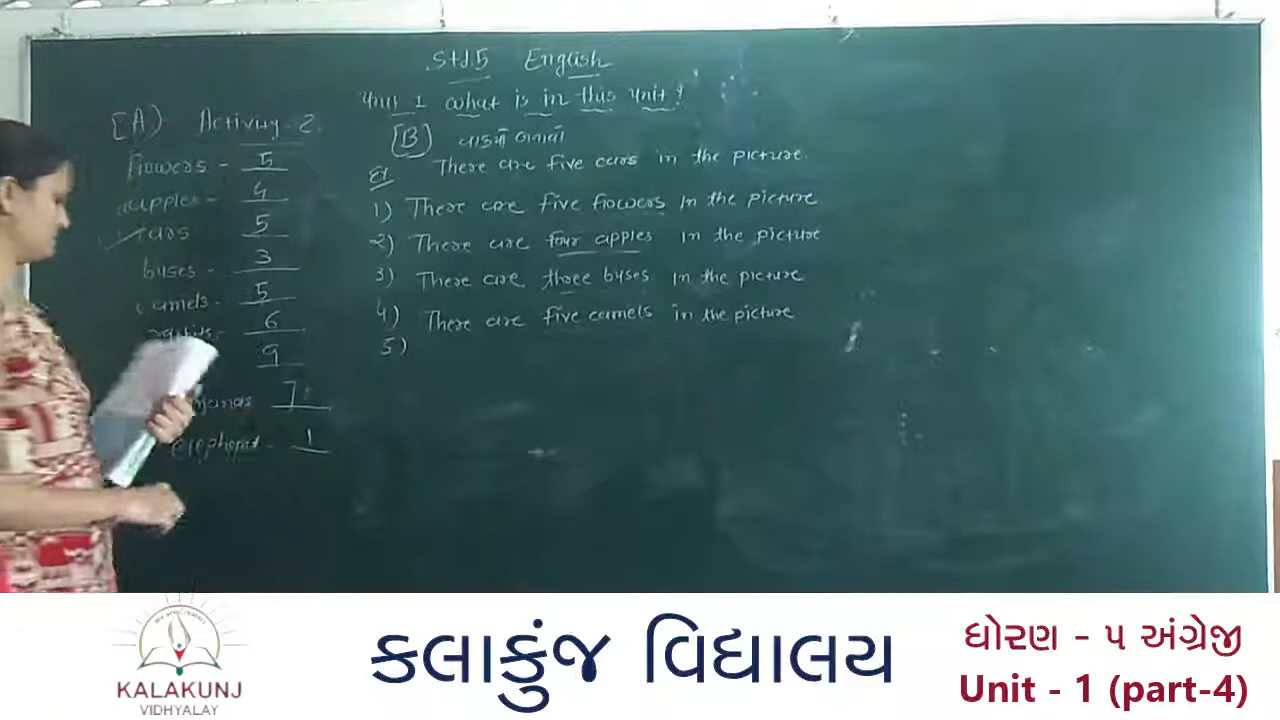 Std.5 English
Unit 1 what is in this unit?
[A) Activity-2.
flowers - 5
apples - 4
cars 5
buses - 3
camels - 5
6
9
7
elephant - 1
[B) વાક્યો બનાવો
There are five cars in the picture.
1) There are five flowers in the picture
2) There are four apples in the picture
3) There are three buses in the picture
4) There are five camels in the picture
5)
KALAKUNJ
VIDHYALAY
કલાકુંજ વિદ્યાલય
ધોરણ - ૫ અંગ્રેજી
Unit - 1 (part-4)